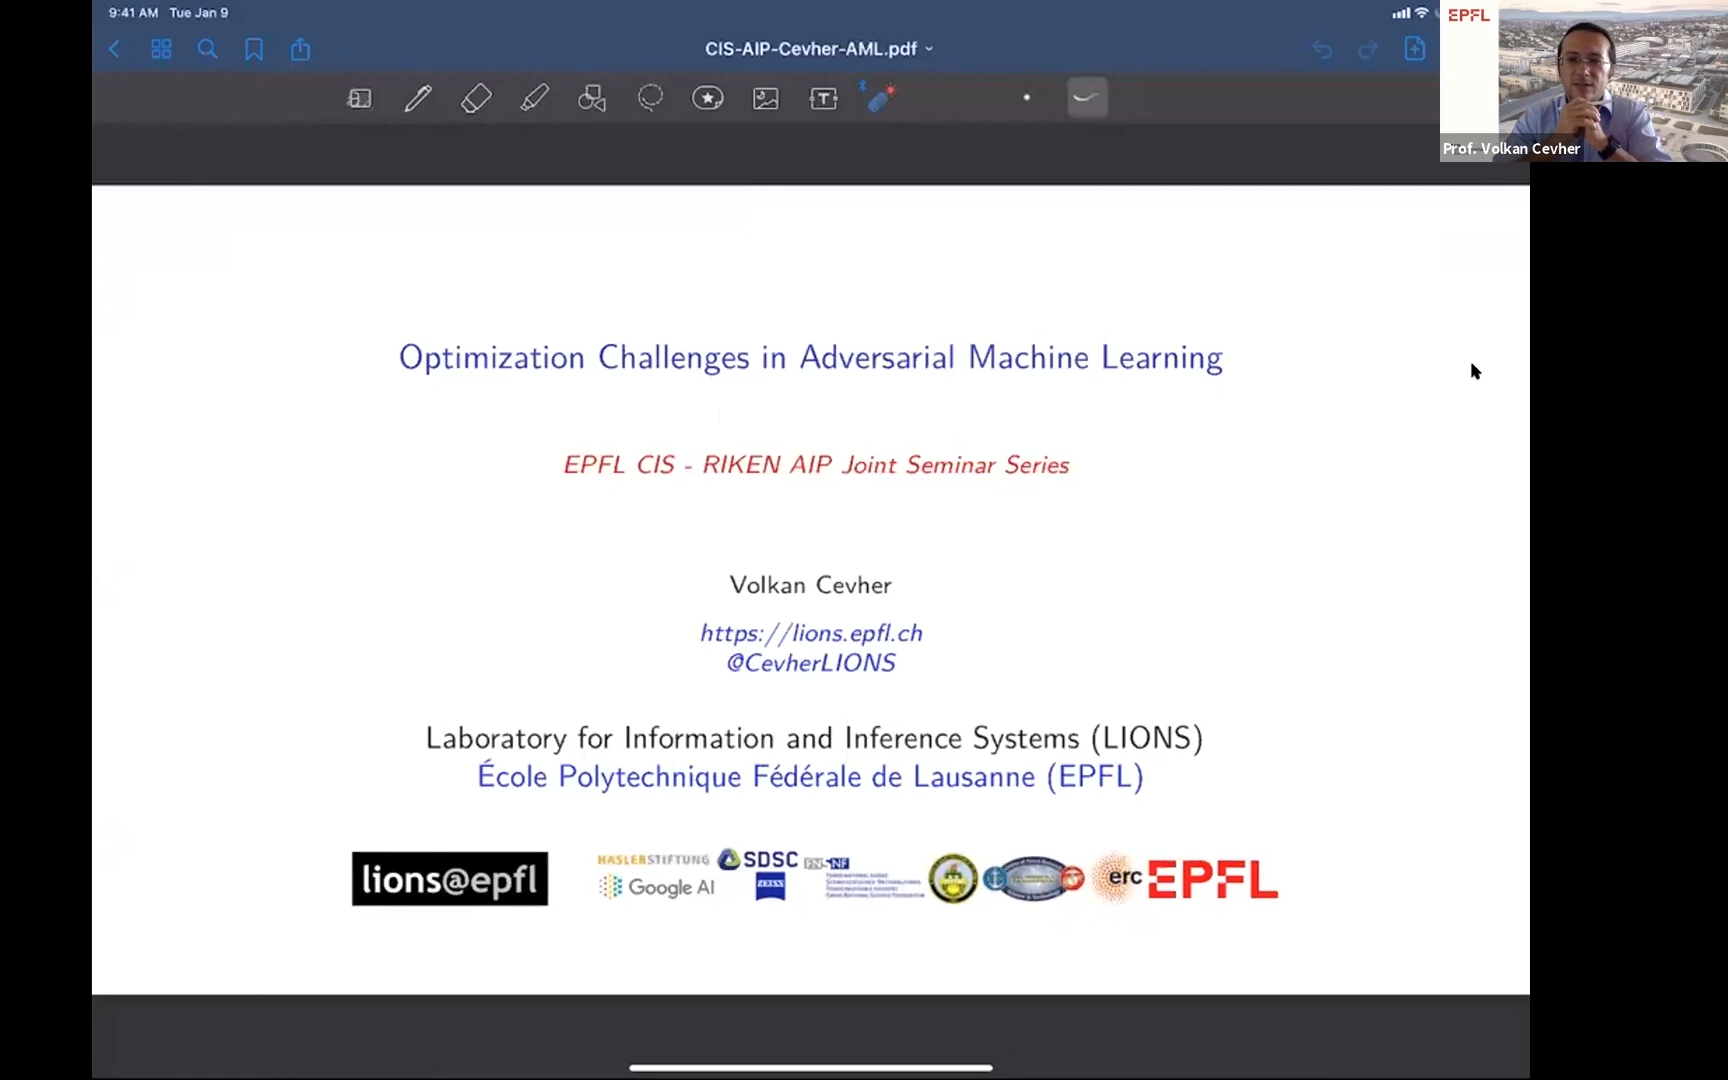 9:41 AM Tue Jan 9
CIS-AIP-Cevher-AML.pdf
EPFL
Prof. Volkan Cevher
Optimization Challenges in Adversarial Machine Learning
EPFL CIS - RIKEN AIP Joint Seminar Series
Volkan Cevher
https://lions.epfl.ch
@CevherLIONS
Laboratory for Information and Inference Systems (LIONS)
École Polytechnique Fédérale de Lausanne (EPFL)
lions@epfl
HASLERSTIFTUNG
SDSC
FNSNF
Google AI
ZEISS
erc
EPFL